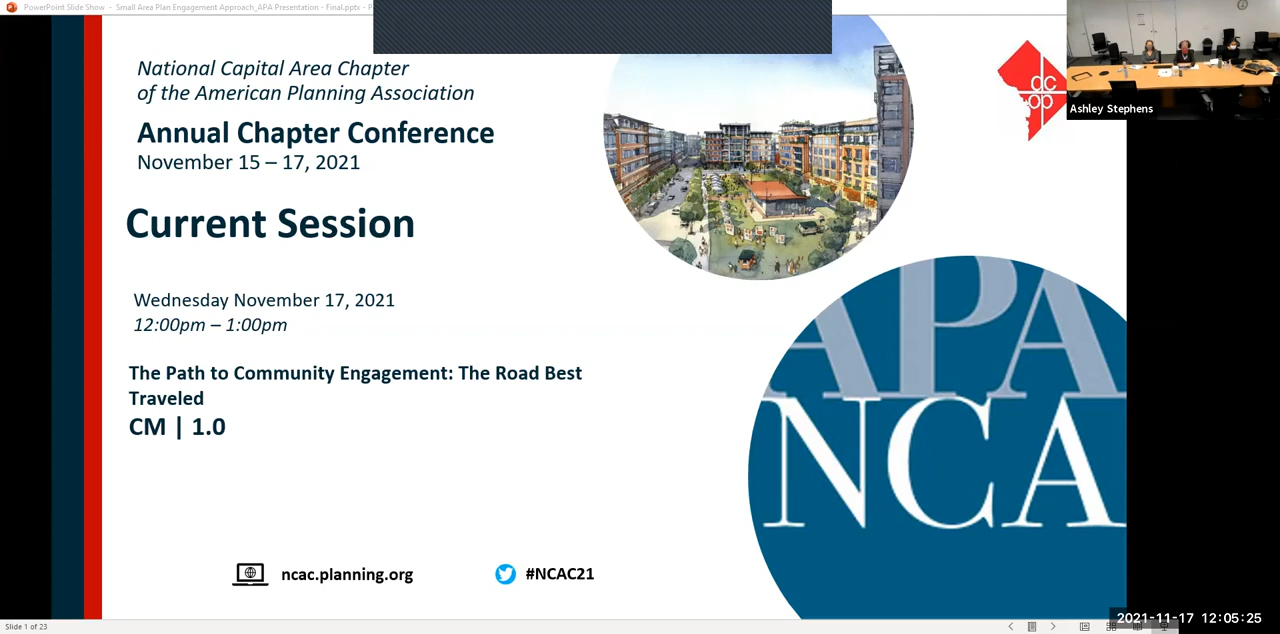 PowerPoint Slide Show - Small Area Plan Engagement Approach_APA Presentation - Final.pptx - P
National Capital Area Chapter
of the American Planning Association
Annual Chapter Conference
November 15 – 17, 2021
Current Session
Wednesday November 17, 2021
12:00pm – 1:00pm
The Path to Community Engagement: The Road Best
Traveled
CM | 1.0
ncac.planning.org
#NCAC21
dc
op
Ashley Stephens
APA
NCA
Slide 1 of 23
2021-11-17 12:05:25